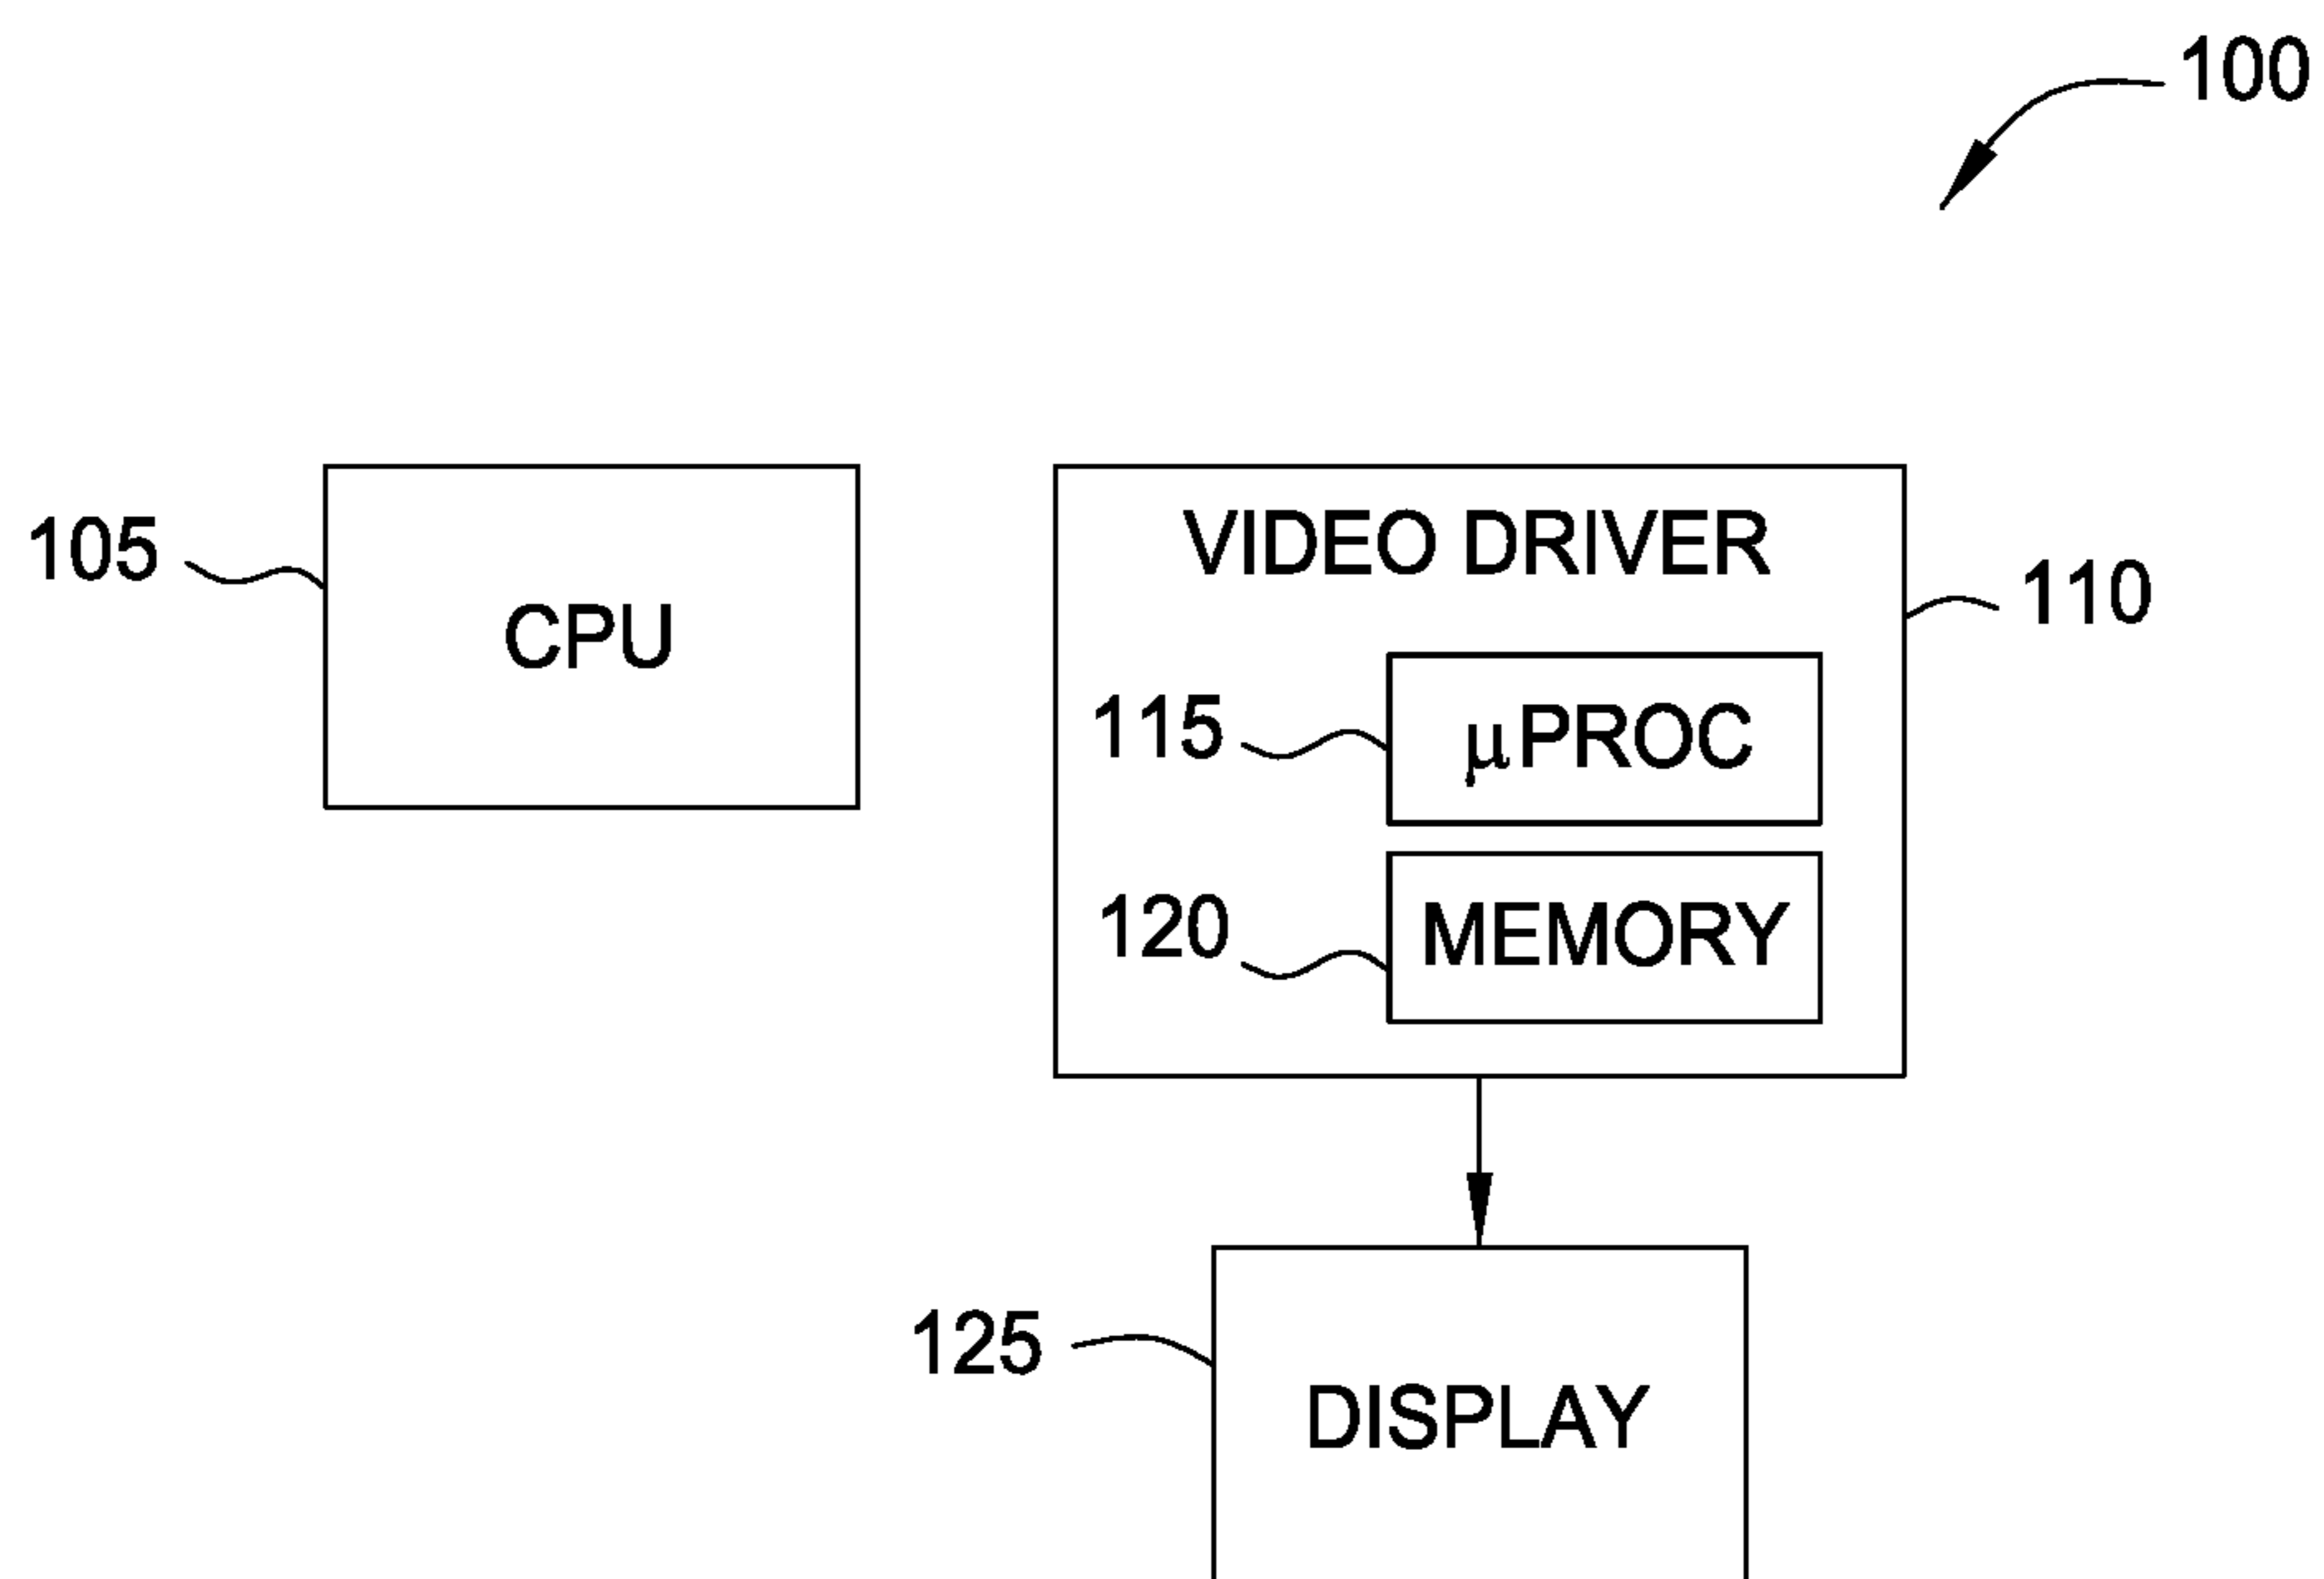 100
VIDEO DRIVER
105
CPU
110
115
µPROC
120
MEMORY
125
DISPLAY